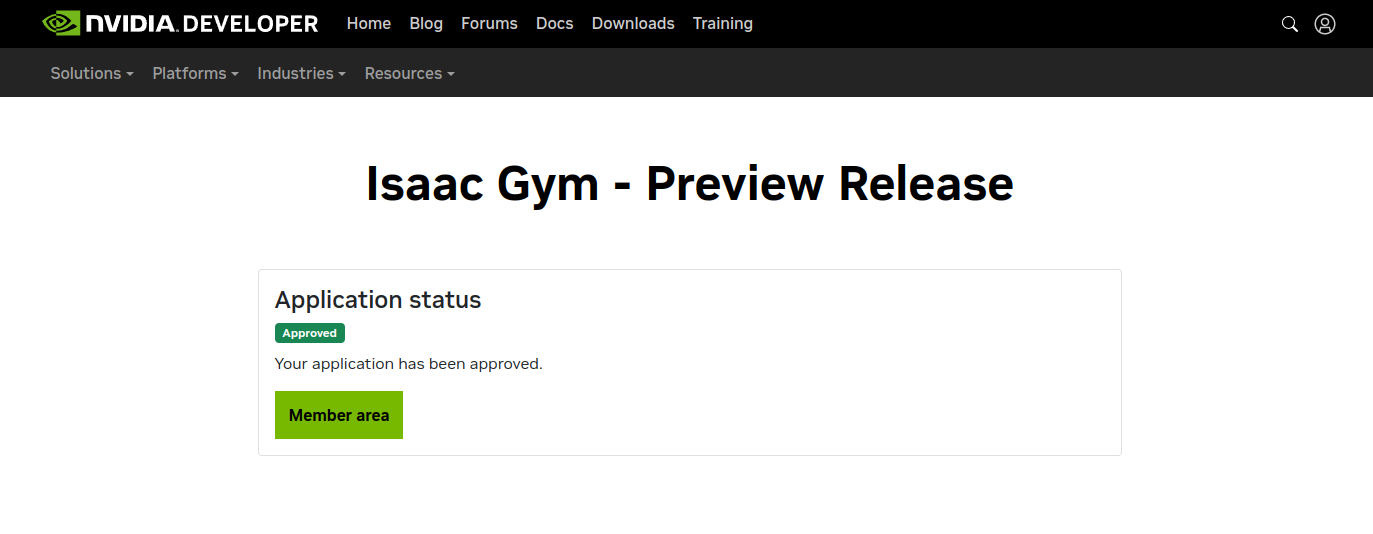 NVIDIA. DEVELOPER Home Blog Forums Docs Downloads Training
Solutions Platforms Industries Resources
Isaac Gym - Preview Release
Application status
Approved
Your application has been approved.
Member area